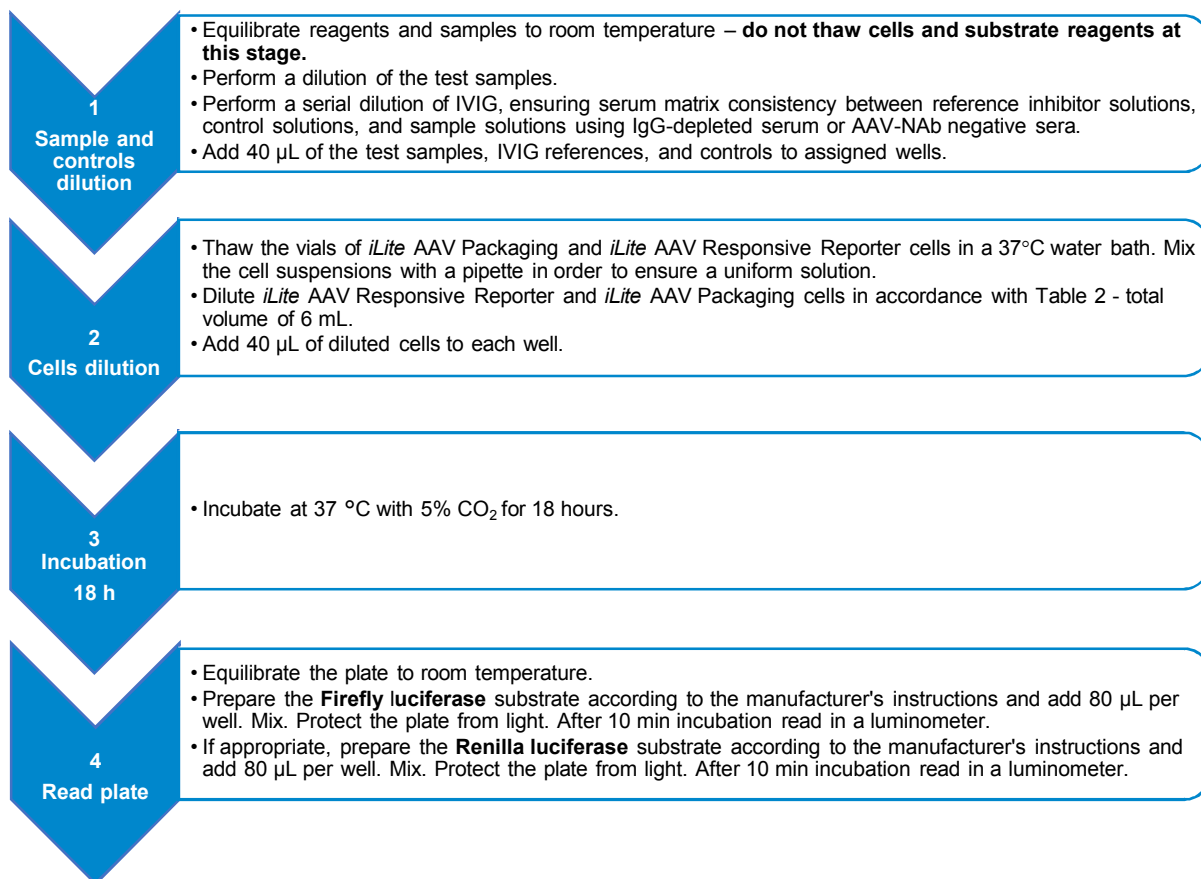 1
Sample and
controls
dilution
• Equilibrate reagents and samples to room temperature – do not thaw cells and substrate reagents at
this stage.
• Perform a dilution of the test samples.
• Perform a serial dilution of IVIG, ensuring serum matrix consistency between reference inhibitor solutions,
control solutions, and sample solutions using IgG-depleted serum or AAV-NAb negative sera.
• Add 40 µL of the test samples, IVIG references, and controls to assigned wells.
2
Cells dilution
• Thaw the vials of iLite AAV Packaging and iLite AAV Responsive Reporter cells in a 37°C water bath. Mix
the cell suspensions with a pipette in order to ensure a uniform solution.
• Dilute iLite AAV Responsive Reporter and iLite AAV Packaging cells in accordance with Table 2 - total
volume of 6 mL.
• Add 40 µL of diluted cells to each well.
3
Incubation
18 h
• Incubate at 37 °C with 5% CO₂ for 18 hours.
4
Read plate
• Equilibrate the plate to room temperature.
• Prepare the Firefly luciferase substrate according to the manufacturer's instructions and add 80 µL per
well. Mix. Protect the plate from light. After 10 min incubation read in a luminometer.
• If appropriate, prepare the Renilla luciferase substrate according to the manufacturer's instructions and
add 80 µL per well. Mix. Protect the plate from light. After 10 min incubation read in a luminometer.